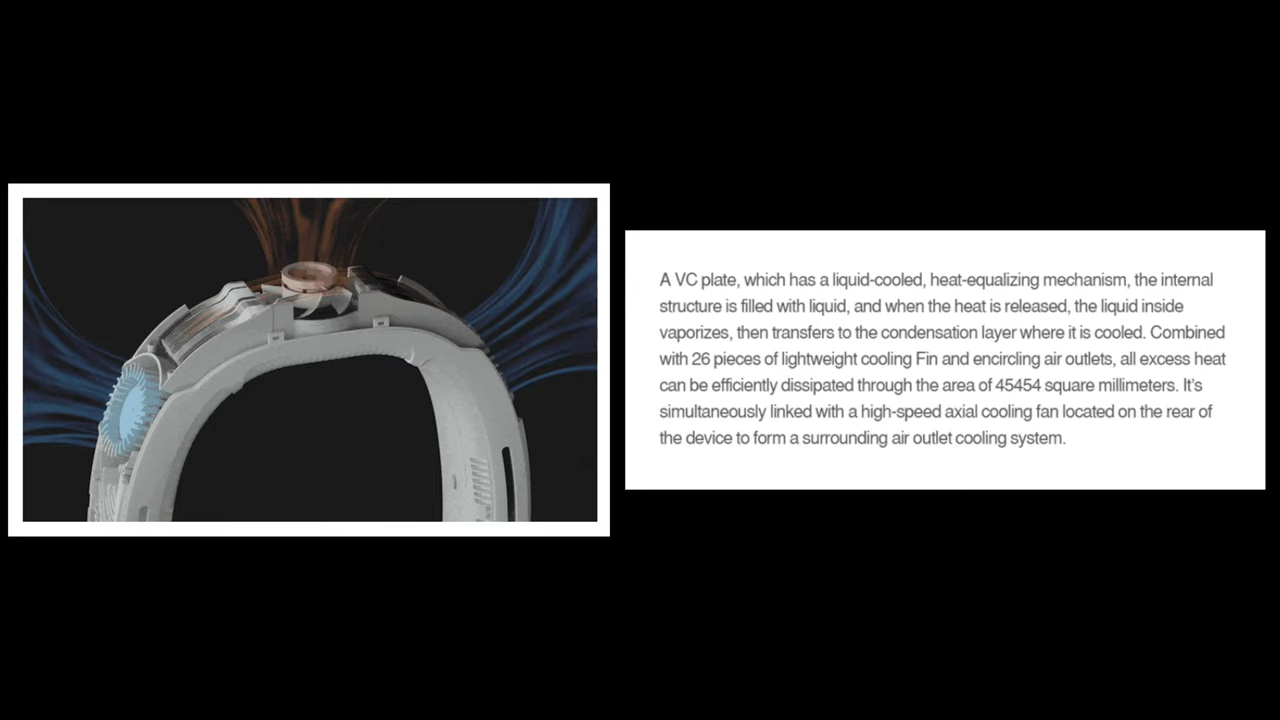 A VC plate, which has a liquid-cooled, heat-equalizing mechanism, the internal
structure is filled with liquid, and when the heat is released, the liquid inside
vaporizes, then transfers to the condensation layer where it is cooled. Combined
with 26 pieces of lightweight cooling Fin and encircling air outlets, all excess heat
can be efficiently dissipated through the area of 45454 square millimeters. It's
simultaneously linked with a high-speed axial cooling fan located on the rear of
the device to form a surrounding air outlet cooling system.